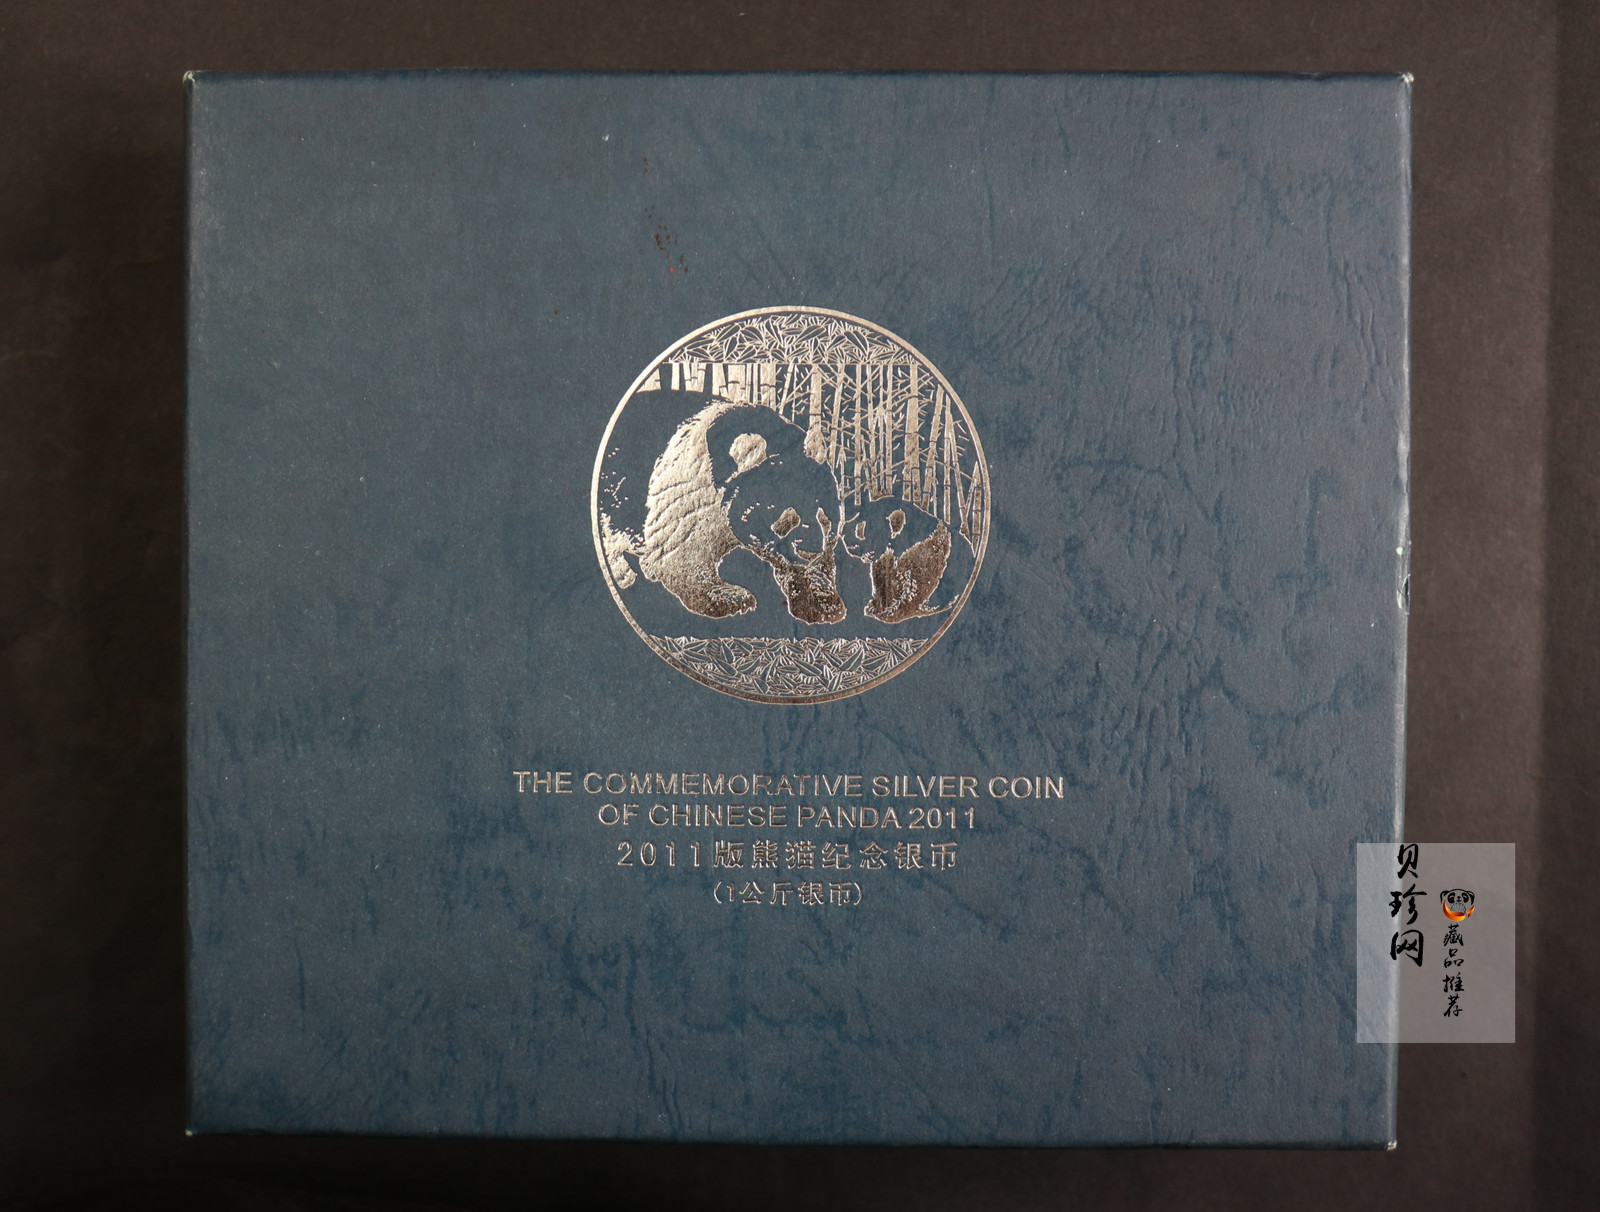 THE COMMEMORATIVE SILVER COIN
OF CHINESE PANDA 2011
2011版熊猫纪念银币
(1公斤银币)
贝珍网
藏品推荐